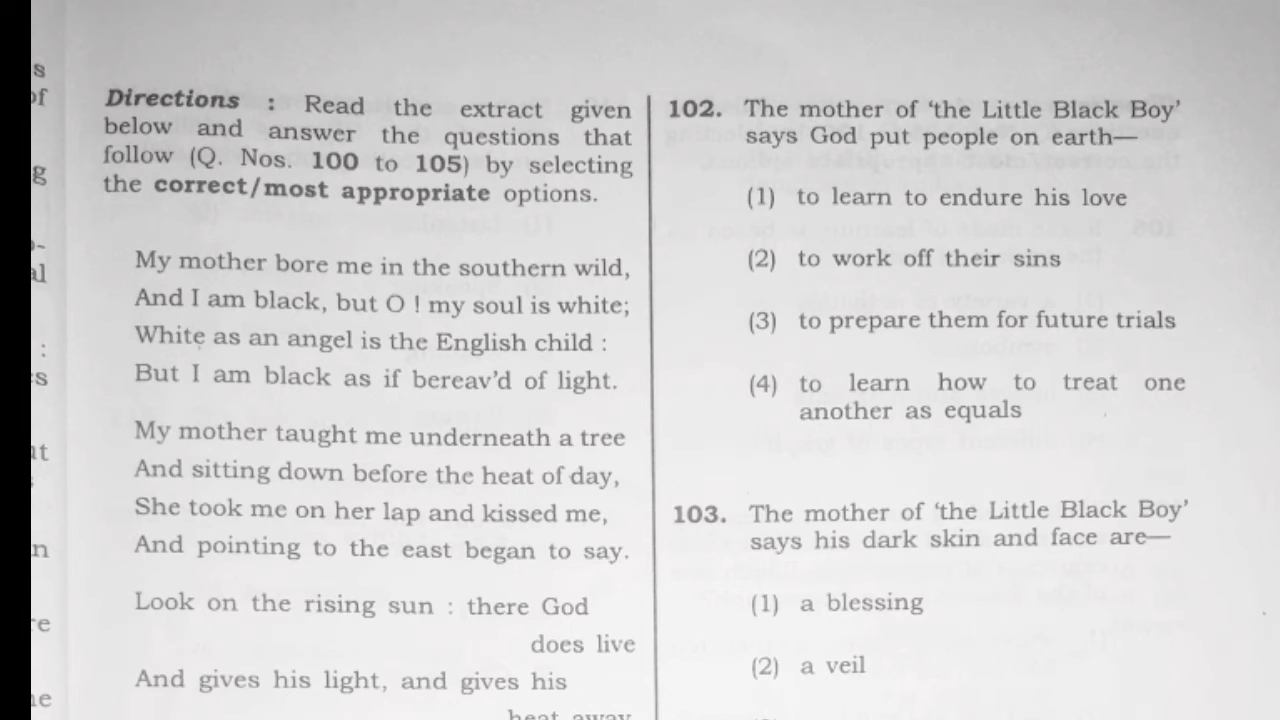 s
of
g
o-
al
:
s
at
n
re
ne
Directions : Read the extract given
below and answer the questions that
follow (Q. Nos. 100 to 105) by selecting
the correct/most appropriate options.
My mother bore me in the southern wild,
And I am black, but O ! my soul is white;
White as an angel is the English child :
But I am black as if bereav'd of light.
My mother taught me underneath a tree
And sitting down before the heat of day,
She took me on her lap and kissed me,
And pointing to the east began to say.
Look on the rising sun : there God
does live
And gives his light, and gives his
heat away
102. The mother of 'the Little Black Boy'
says God put people on earth—
(1) to learn to endure his love
(2) to work off their sins
(3) to prepare them for future trials
(4) to learn how to treat one
another as equals
103. The mother of 'the Little Black Boy'
says his dark skin and face are—
(1) a blessing
(2) a veil